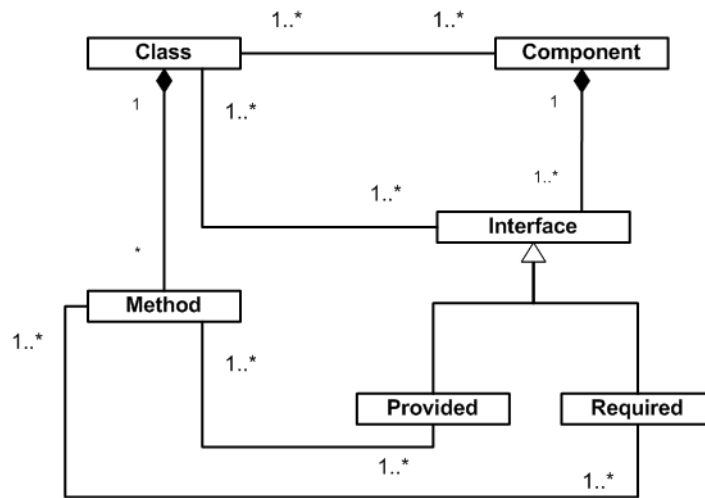 1..* 1..*
Class Component
1 1..* 1
1..* 1..*
Interface
*
Method
1..* 1..*
Provided Required
1..* 1..*